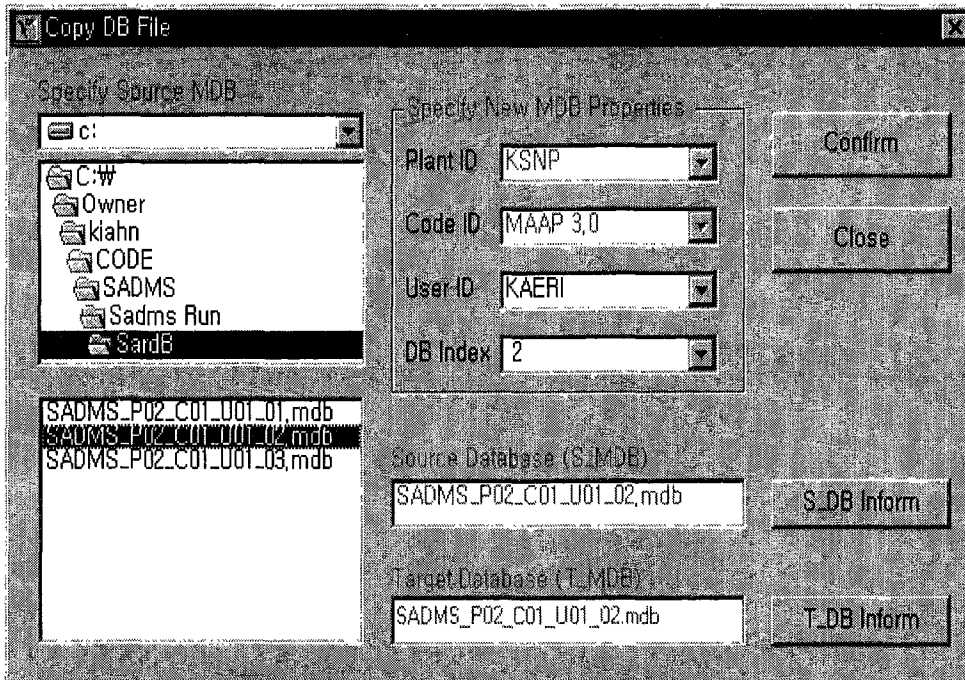 Copy DB File
Specify Source MDB
c:
C:₩
Owner
kiahn
CODE
SADMS
Sadms Run
SardB
SADMS_P02_C01_U01_01,mdb
SADMS_P02_C01_U01_02,mdb
SADMS_P02_C01_U01_03,mdb
Specify New MDB Properties
Plant ID KSNP
Code ID MAAP 3,0
User ID KAERI
DB Index 2
Source Database (S_MDB)
SADMS_P02_C01_U01_02,mdb
Target Database (T_MDB)
SADMS_P02_C01_U01_02.mdb
Confirm
Close
S_DB Inform
T_DB Inform